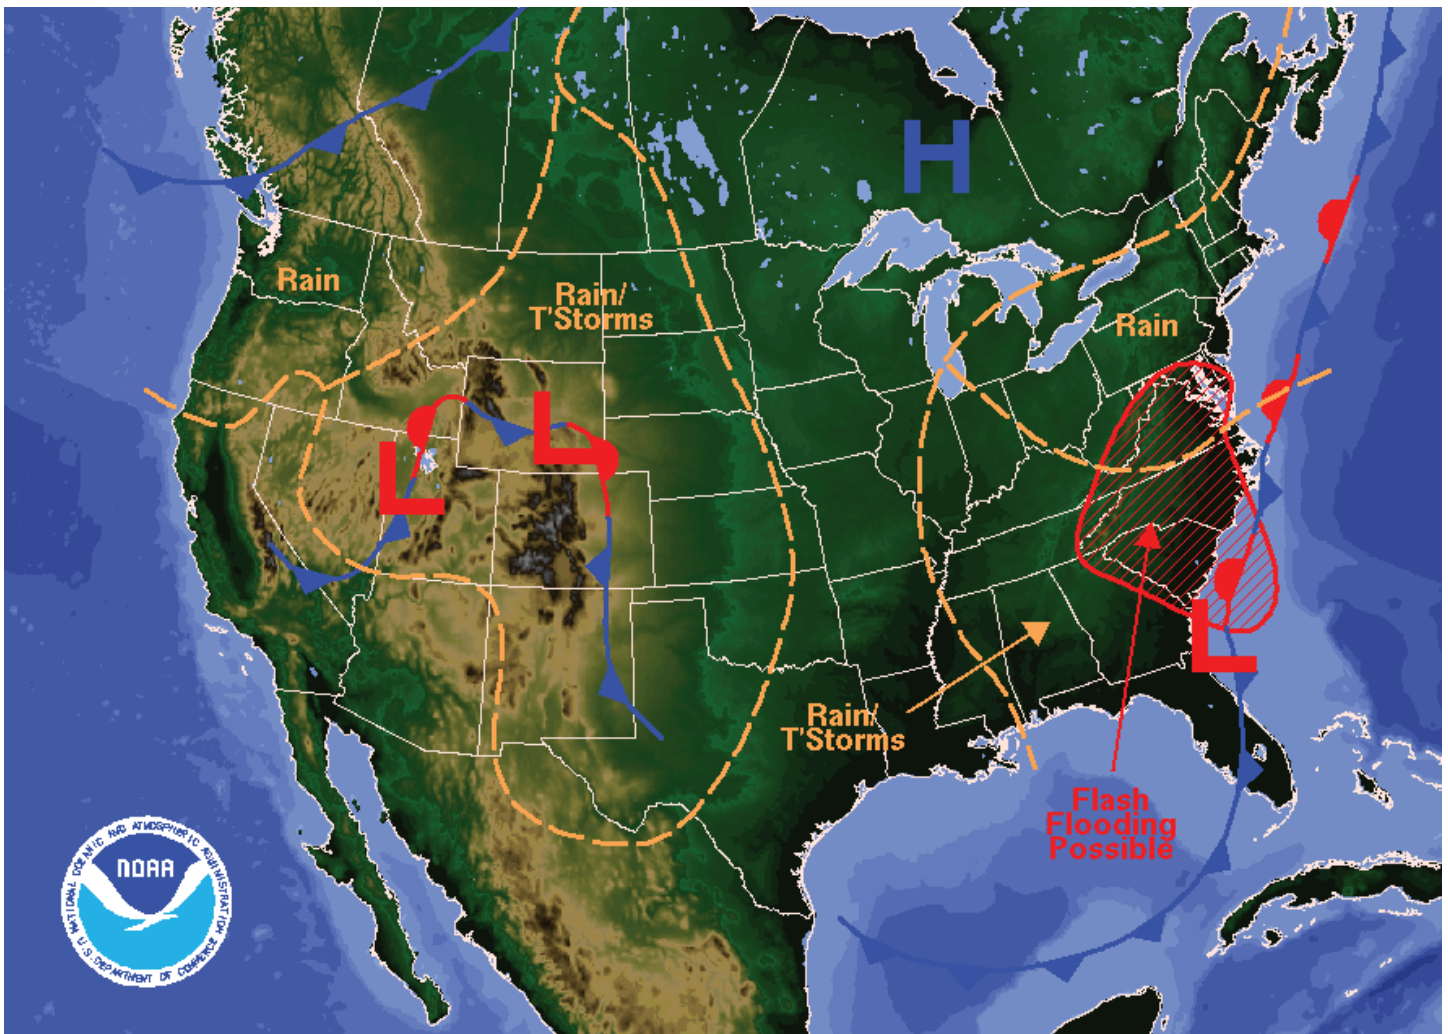 H
Rain
Rain/
T'Storms
Rain
L
L
L
Rain/
T'Storms
Flash
Flooding
Possible
NATIONAL OCEANIC AND ATMOSPHERIC ADMINISTRATION
NOAA
U.S. DEPARTMENT OF COMMERCE